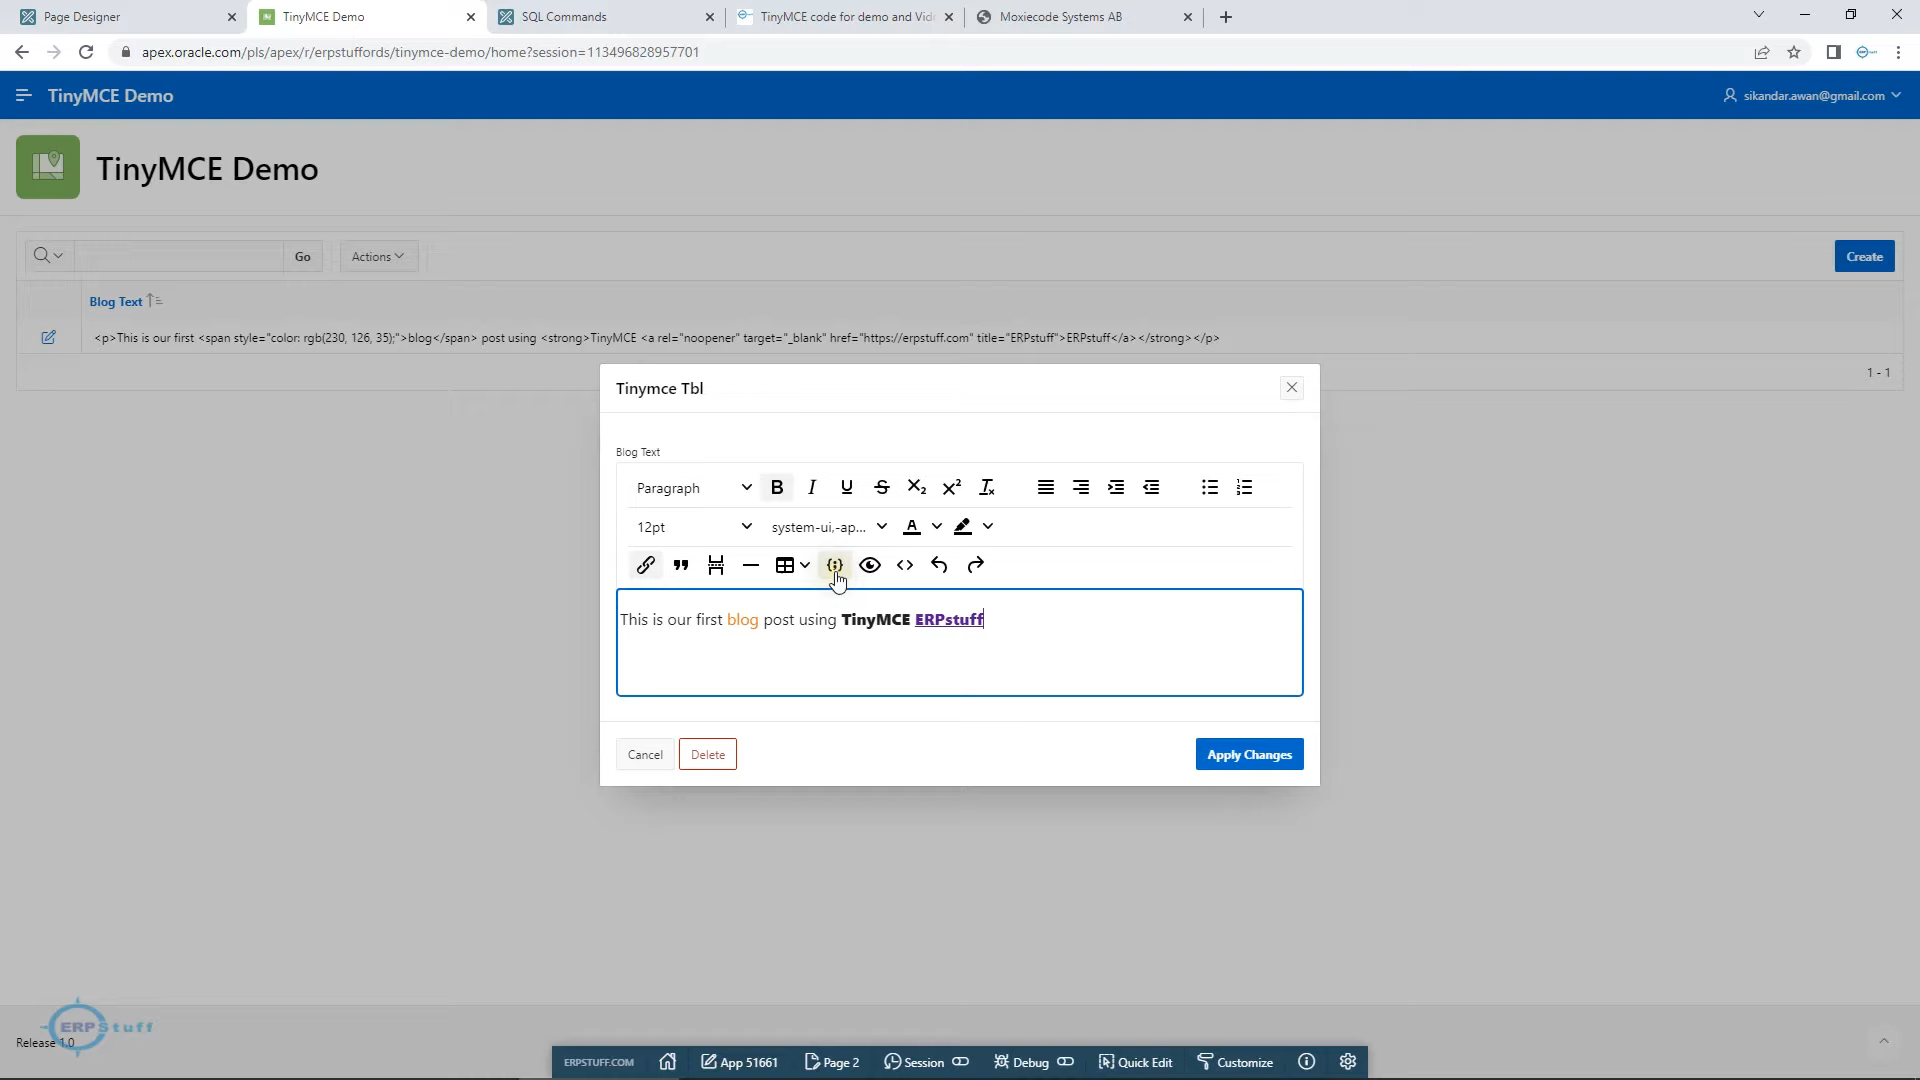 Page Designer
TinyMCE Demo
SQL Commands
TinyMCE code for demo and Vid
Moxiecode Systems AB
apex.oracle.com/pls/apex/r/erpstuffords/tinymce-demo/home?session=113496828957701
TinyMCE Demo
sikandar.awan@gmail.com
TinyMCE Demo
Go
Actions
Create
Blog Text
<p>This is our first <span style="color: rgb(230, 126, 35);">blog</span> post using <strong>TinyMCE <a rel="noopener" target="_blank" href="https://erpstuff.com" title="ERPstuff">ERPstuff</a></strong></p>
1 - 1
Tinymce Tbl
Blog Text
Paragraph
12pt
system-ui,-ap...
This is our first blog post using TinyMCE ERPstuff
Cancel
Delete
Apply Changes
ERPStuff
Release 1.0
ERPSTUFF.COM
App 51661
Page 2
Session
Debug
Quick Edit
Customize